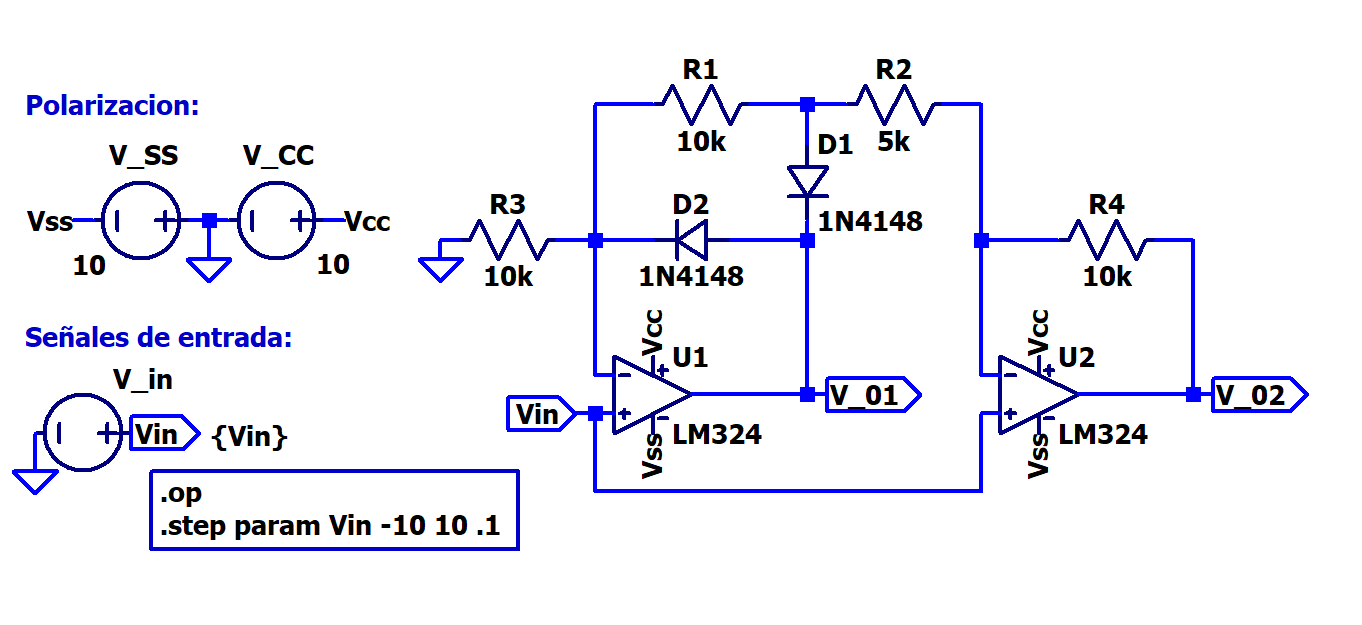 Polarizacion:
V_SS
V_CC
Vss
Vcc
10
10
Señales de entrada:
V_in
Vin
{Vin}
.op
.step param Vin -10 10 .1
R1
10k
R2
5k
D1
1N4148
R3
10k
D2
1N4148
R4
10k
Vcc
U1
Vin
LM324
Vss
V_01
Vcc
U2
LM324
Vss
V_02